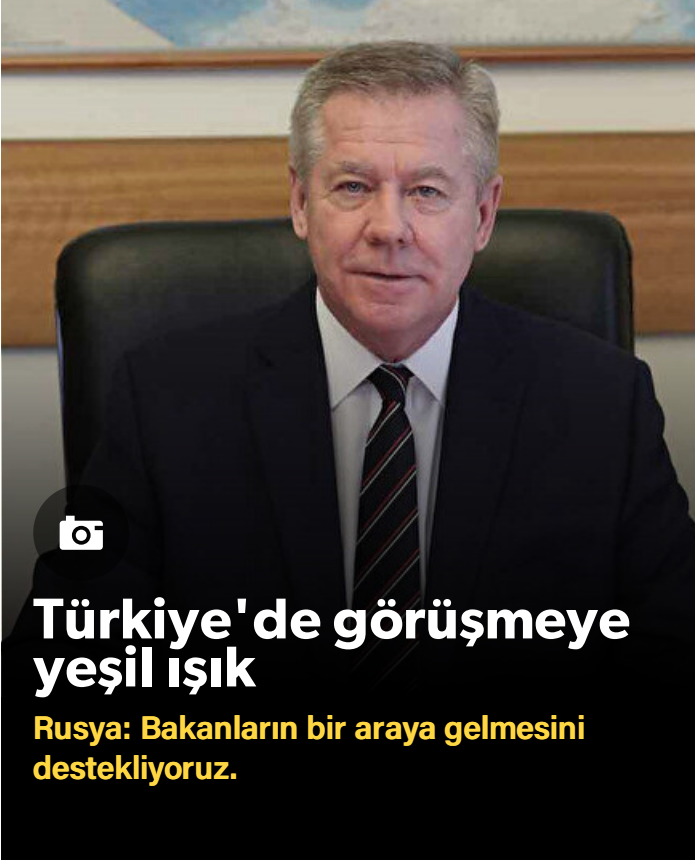 Türkiye'de görüşmeye
yeşil ışık
Rusya: Bakanların bir araya gelmesini
destekliyoruz.